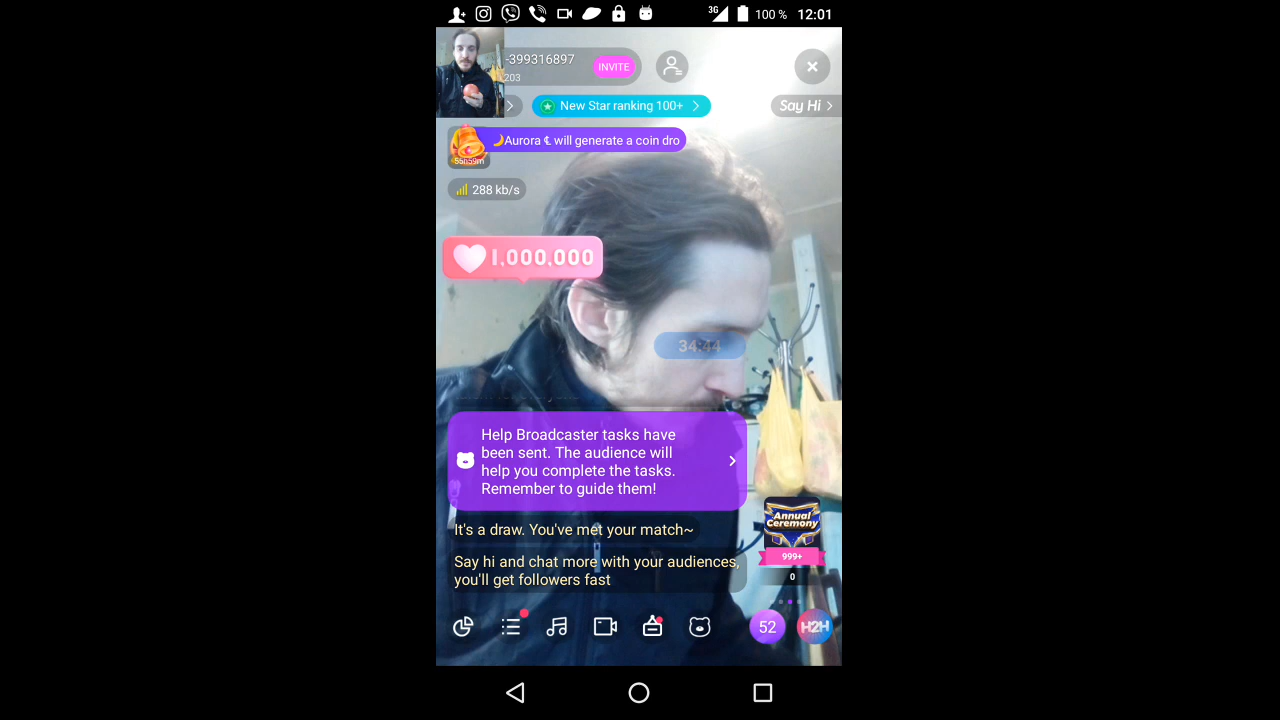 3G 100 % 12:01
-399316897
203
INVITE
New Star ranking 100+
Say Hi
🌙Aurora ☾ will generate a coin dro
56h59m
288 kb/s
1,000,000
34:44
Help Broadcaster tasks have
been sent. The audience will
help you complete the tasks.
Remember to guide them!
It's a draw. You've met your match~
Say hi and chat more with your audiences,
you'll get followers fast
Annual
Ceremony
999+
0
52
H2H